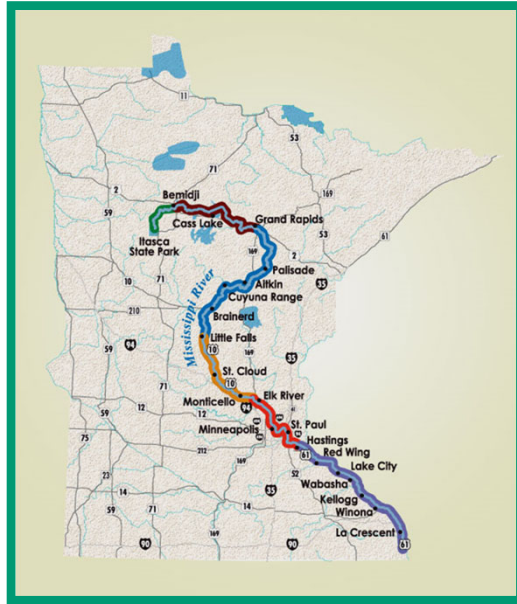 11
53
71
169
2
Bemidji
59
Cass Lake
Grand Rapids
53
61
Itasca
State Park
169
2
Palisade
10
71
Aitkin
35
Cuyuna Range
Mississippi River
210
Brainerd
Little Falls
59
94
10
169
35
St. Cloud
71
10
Monticello
Elk River
59
12
12
94
St. Paul
Minneapolis
Hastings
75
61
Red Wing
212
169
52
Lake City
23
Wabasha
14
71
35
Kellogg
59
14
Winona
169
La Crescent
90
90
61